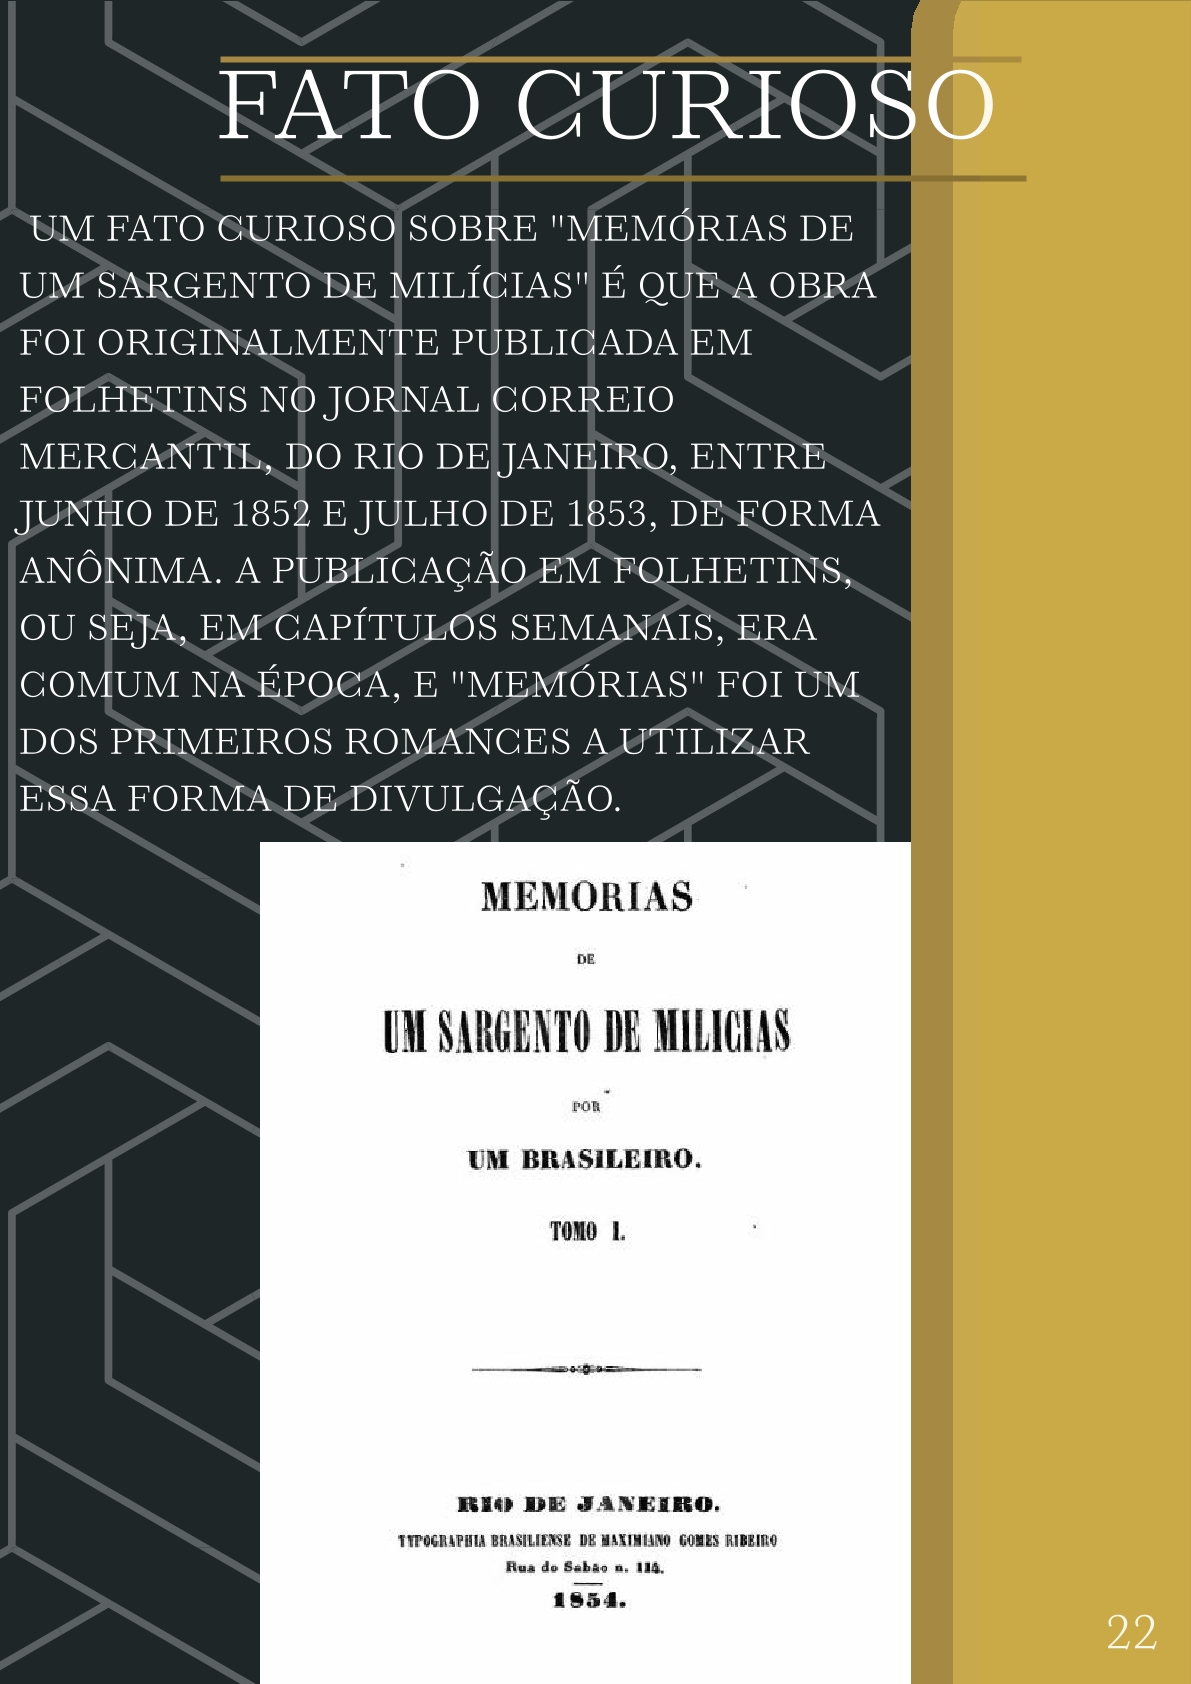 FATO CURIOSO
UM FATO CURIOSO SOBRE "MEMÓRIAS DE
UM SARGENTO DE MILÍCIAS" É QUE A OBRA
FOI ORIGINALMENTE PUBLICADA EM
FOLHETINS NO JORNAL CORREIO
MERCANTIL, DO RIO DE JANEIRO, ENTRE
JUNHO DE 1852 E JULHO DE 1853, DE FORMA
ANÔNIMA. A PUBLICAÇÃO EM FOLHETINS,
OU SEJA, EM CAPÍTULOS SEMANAIS, ERA
COMUM NA ÉPOCA, E "MEMÓRIAS" FOI UM
DOS PRIMEIROS ROMANCES A UTILIZAR
ESSA FORMA DE DIVULGAÇÃO.
MEMORIAS
DE
UM SARGENTO DE MILICIAS
POR
UM BRASILEIRO.
TOMO I.
RIO DE JANEIRO.
TYPOGRAPHIA BRASILIENSE DE MAXIMIANO GOMES RIBEIRO
Rua do Sabão n. 114.
1854.
22